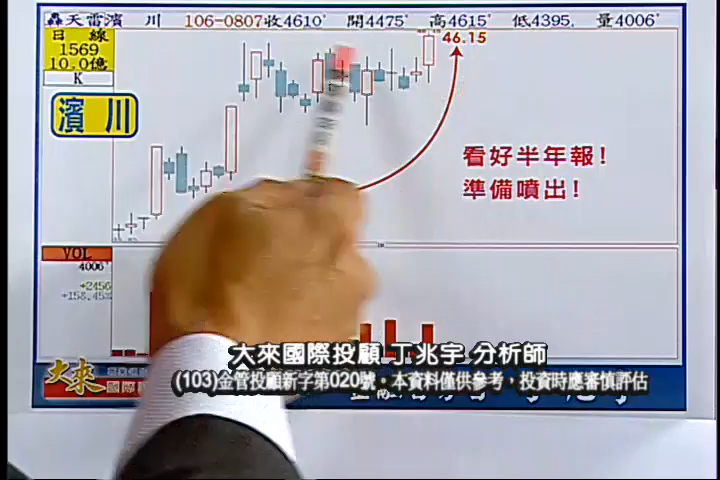 天雷濱 川 106-0807收4610 開4475 高4615 低4395. 量4006
日 線
1569
10.0億
K
濱川
46.15
看好半年報!
準備噴出!
VOL
4006
+2456
+158.45%
大來
國際
大來國際投顧 丁兆宇 分析師
(103)金管投顧新字第020號，本資料僅供參考，投資時應審慎評估